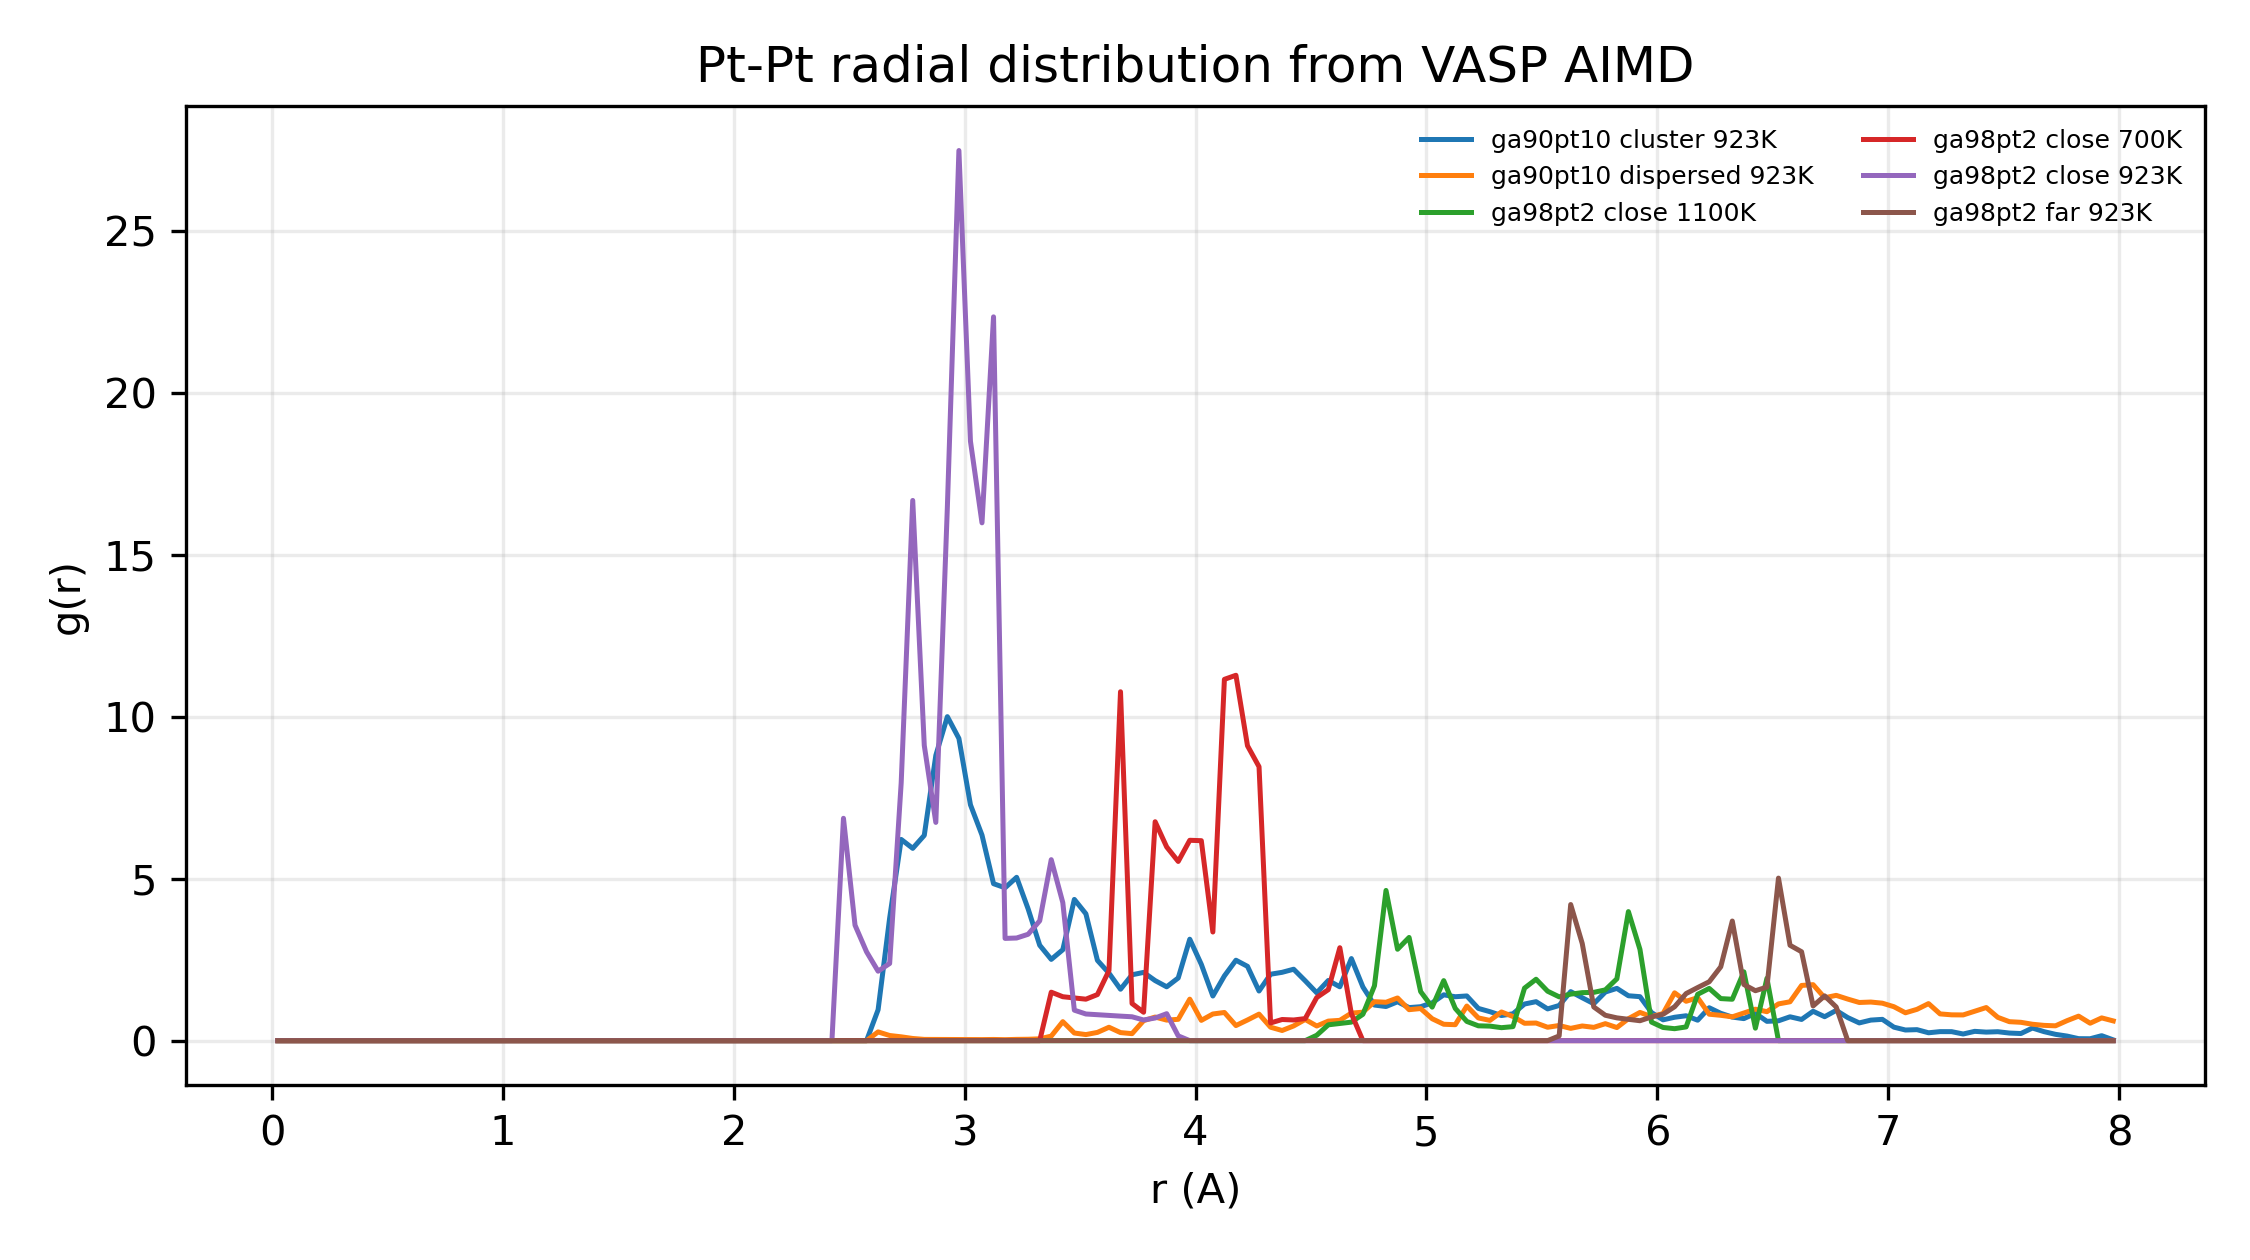 Pt-Pt radial distribution from VASP AIMD
ga90pt10 cluster 923K
ga90pt10 dispersed 923K
ga98pt2 close 1100K
ga98pt2 close 700K
ga98pt2 close 923K
ga98pt2 far 923K
g(r)
25
20
15
10
5
0
0 1 2 3 4 5 6 7 8
r (A)